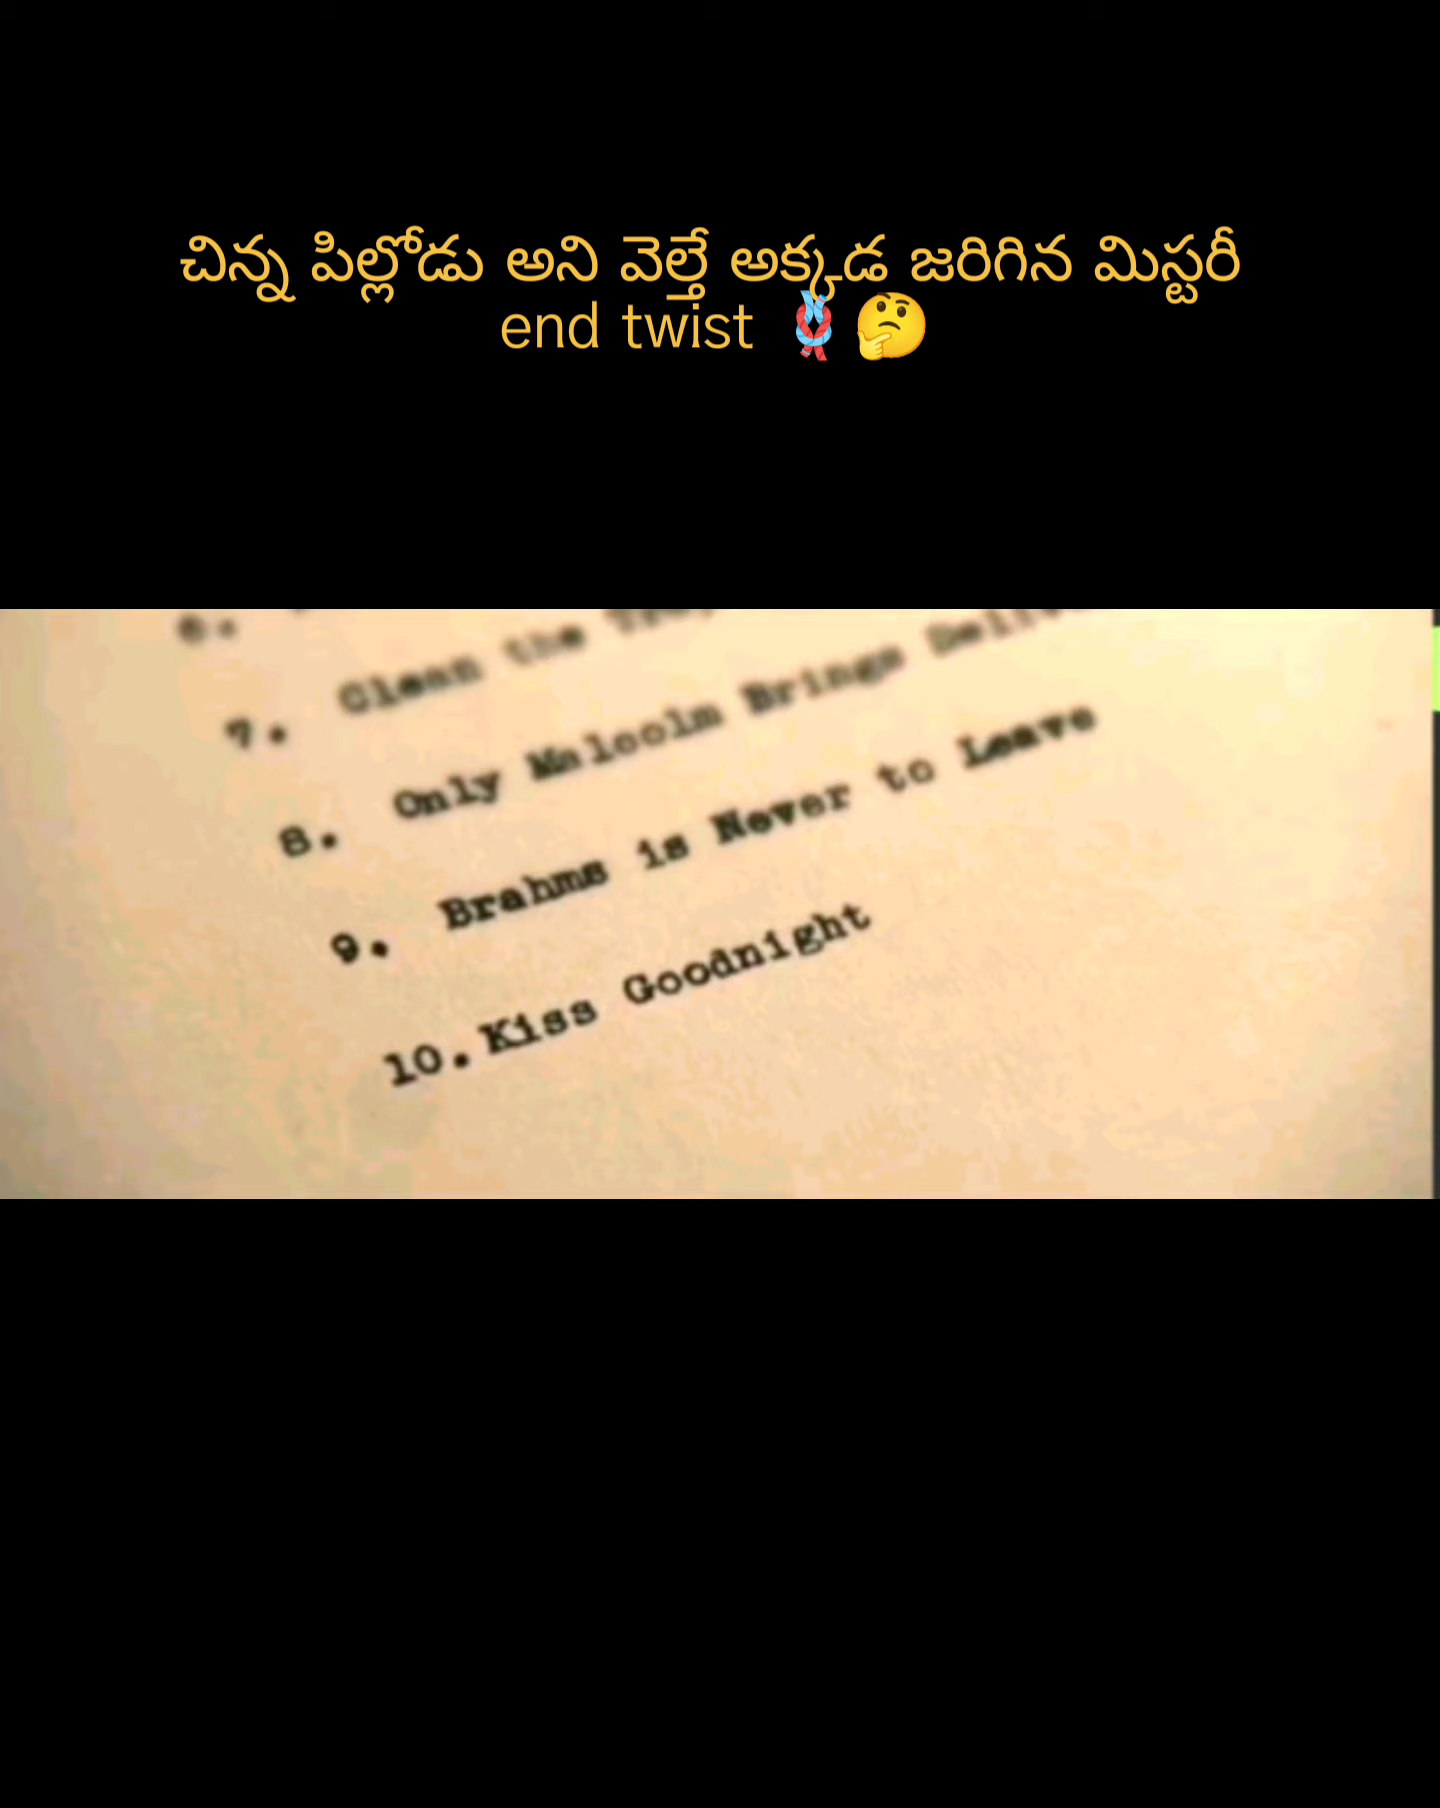 చిన్న పిల్లోడు అని వెల్తే అక్కడ జరిగిన మిస్టరీ
end twist 🪢🤔
6.
7. Clean the
8. Only Malcolm Brings
9. Brahms is Never to Leave
10. Kiss Goodnight